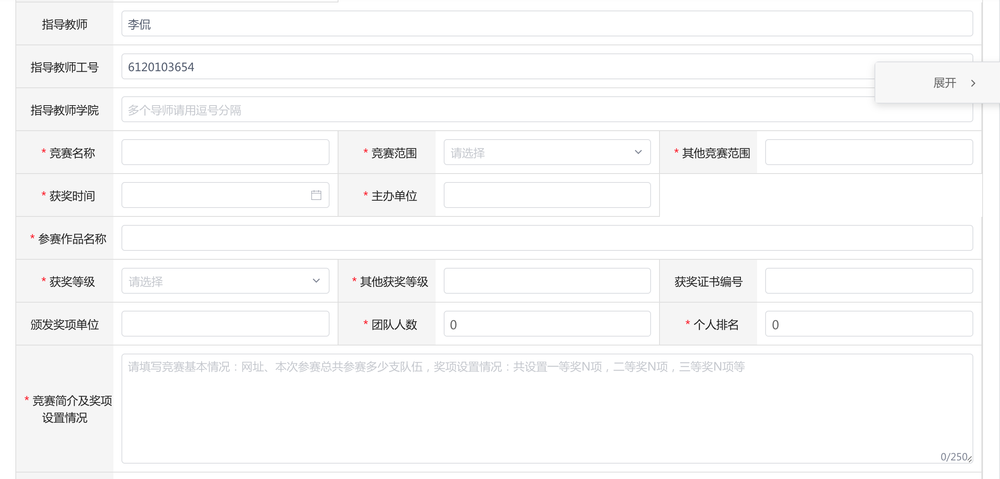 指导教师 李侃
指导教师工号 6120103654
展开
指导教师学院 多个导师请用逗号分隔
* 竞赛名称 * 竞赛范围 请选择 * 其他竞赛范围
* 获奖时间 * 主办单位
* 参赛作品名称
* 获奖等级 请选择 * 其他获奖等级 获奖证书编号
颁发奖项单位 * 团队人数 0 * 个人排名 0
请填写竞赛基本情况：网址、本次参赛总共参赛多少支队伍，奖项设置情况：共设置一等奖N项，二等奖N项，三等奖N项等
* 竞赛简介及奖项
设置情况
0/250